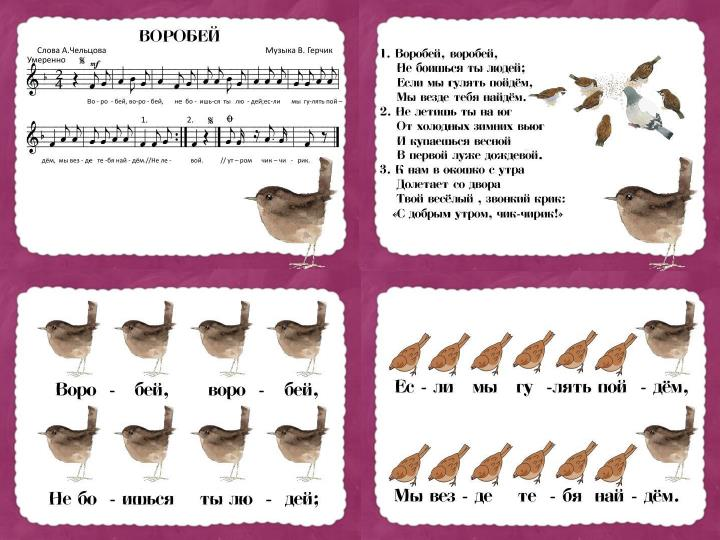 ВОРОБЕЙ
Слова А.Чельцова Музыка В. Герчик
Умеренно mf
2
4
Во - ро - бей, во-ро- бей, не бо - ишь-ся ты лю - дей;ес-ли мы гу-лять пой –
1. 2.
дём, мы вез - де те -бя най - дём.//Не ле - вой. // ут – ром чик – чи - рик.
1. Воробей, воробей,
Не боишься ты людей;
Если мы гулять пойдём,
Мы везде тебя найдём.
2. Не летишь ты на юг
От холодных зимних вьюг
И купаешься весной
В первой луже дождевой.
3. К нам в окошко с утра
Долетает со двора
Твой весёлый , звонкий крик:
«С добрым утром, чик-чирик!»
Воро - бей, воро - бей,
Не бо - ишься ты лю - дей;
Ес - ли мы гу -лять пой - дём,
Мы вез - де те - бя най - дём.